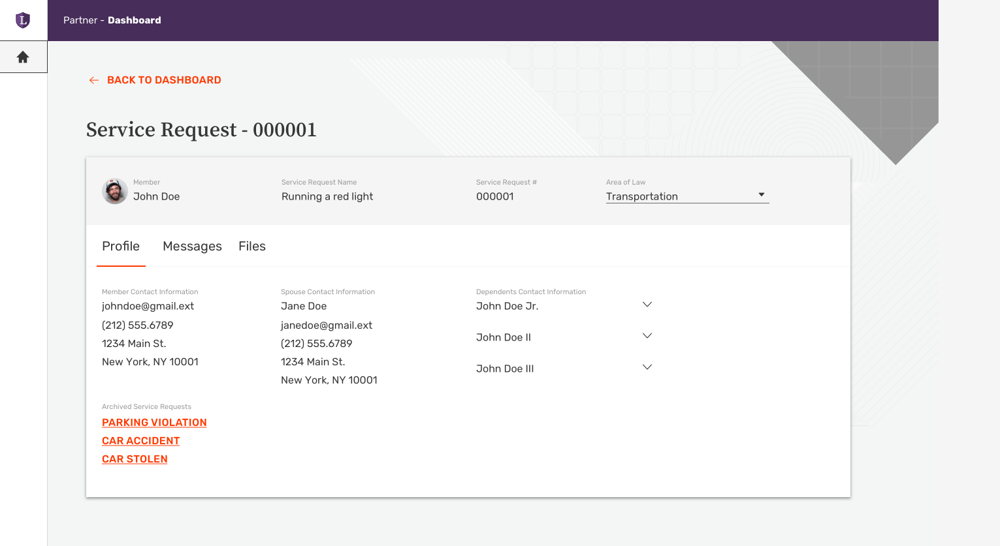 L
Partner - Dashboard
BACK TO DASHBOARD
Service Request - 000001
Member
John Doe
Service Request Name
Running a red light
Service Request #
000001
Area of Law
Transportation
Profile
Messages
Files
Member Contact Information
johndoe@gmail.ext
(212) 555.6789
1234 Main St.
New York, NY 10001
Spouse Contact Information
Jane Doe
janedoe@gmail.ext
(212) 555.6789
1234 Main St.
New York, NY 10001
Dependents Contact Information
John Doe Jr.
John Doe II
John Doe III
Archived Service Requests
PARKING VIOLATION
CAR ACCIDENT
CAR STOLEN